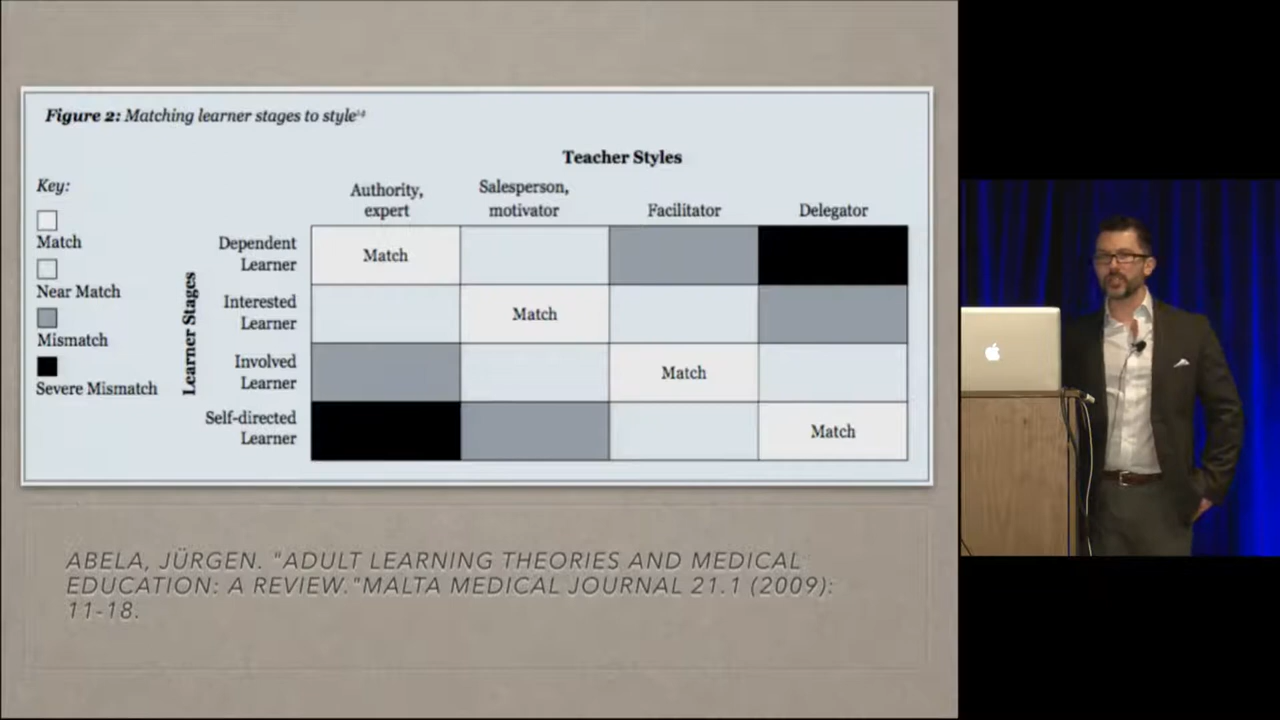 Figure 2: Matching learner stages to style¹⁴
Teacher Styles
Key:
Match
Near Match
Mismatch
Severe Mismatch
Authority,
expert
Salesperson,
motivator
Facilitator
Delegator
Learner Stages
Dependent
Learner
Match
Interested
Learner
Match
Involved
Learner
Match
Self-directed
Learner
Match
ABELA, JÜRGEN. "ADULT LEARNING THEORIES AND MEDICAL
EDUCATION: A REVIEW."MALTA MEDICAL JOURNAL 21.1 (2009):
11-18.